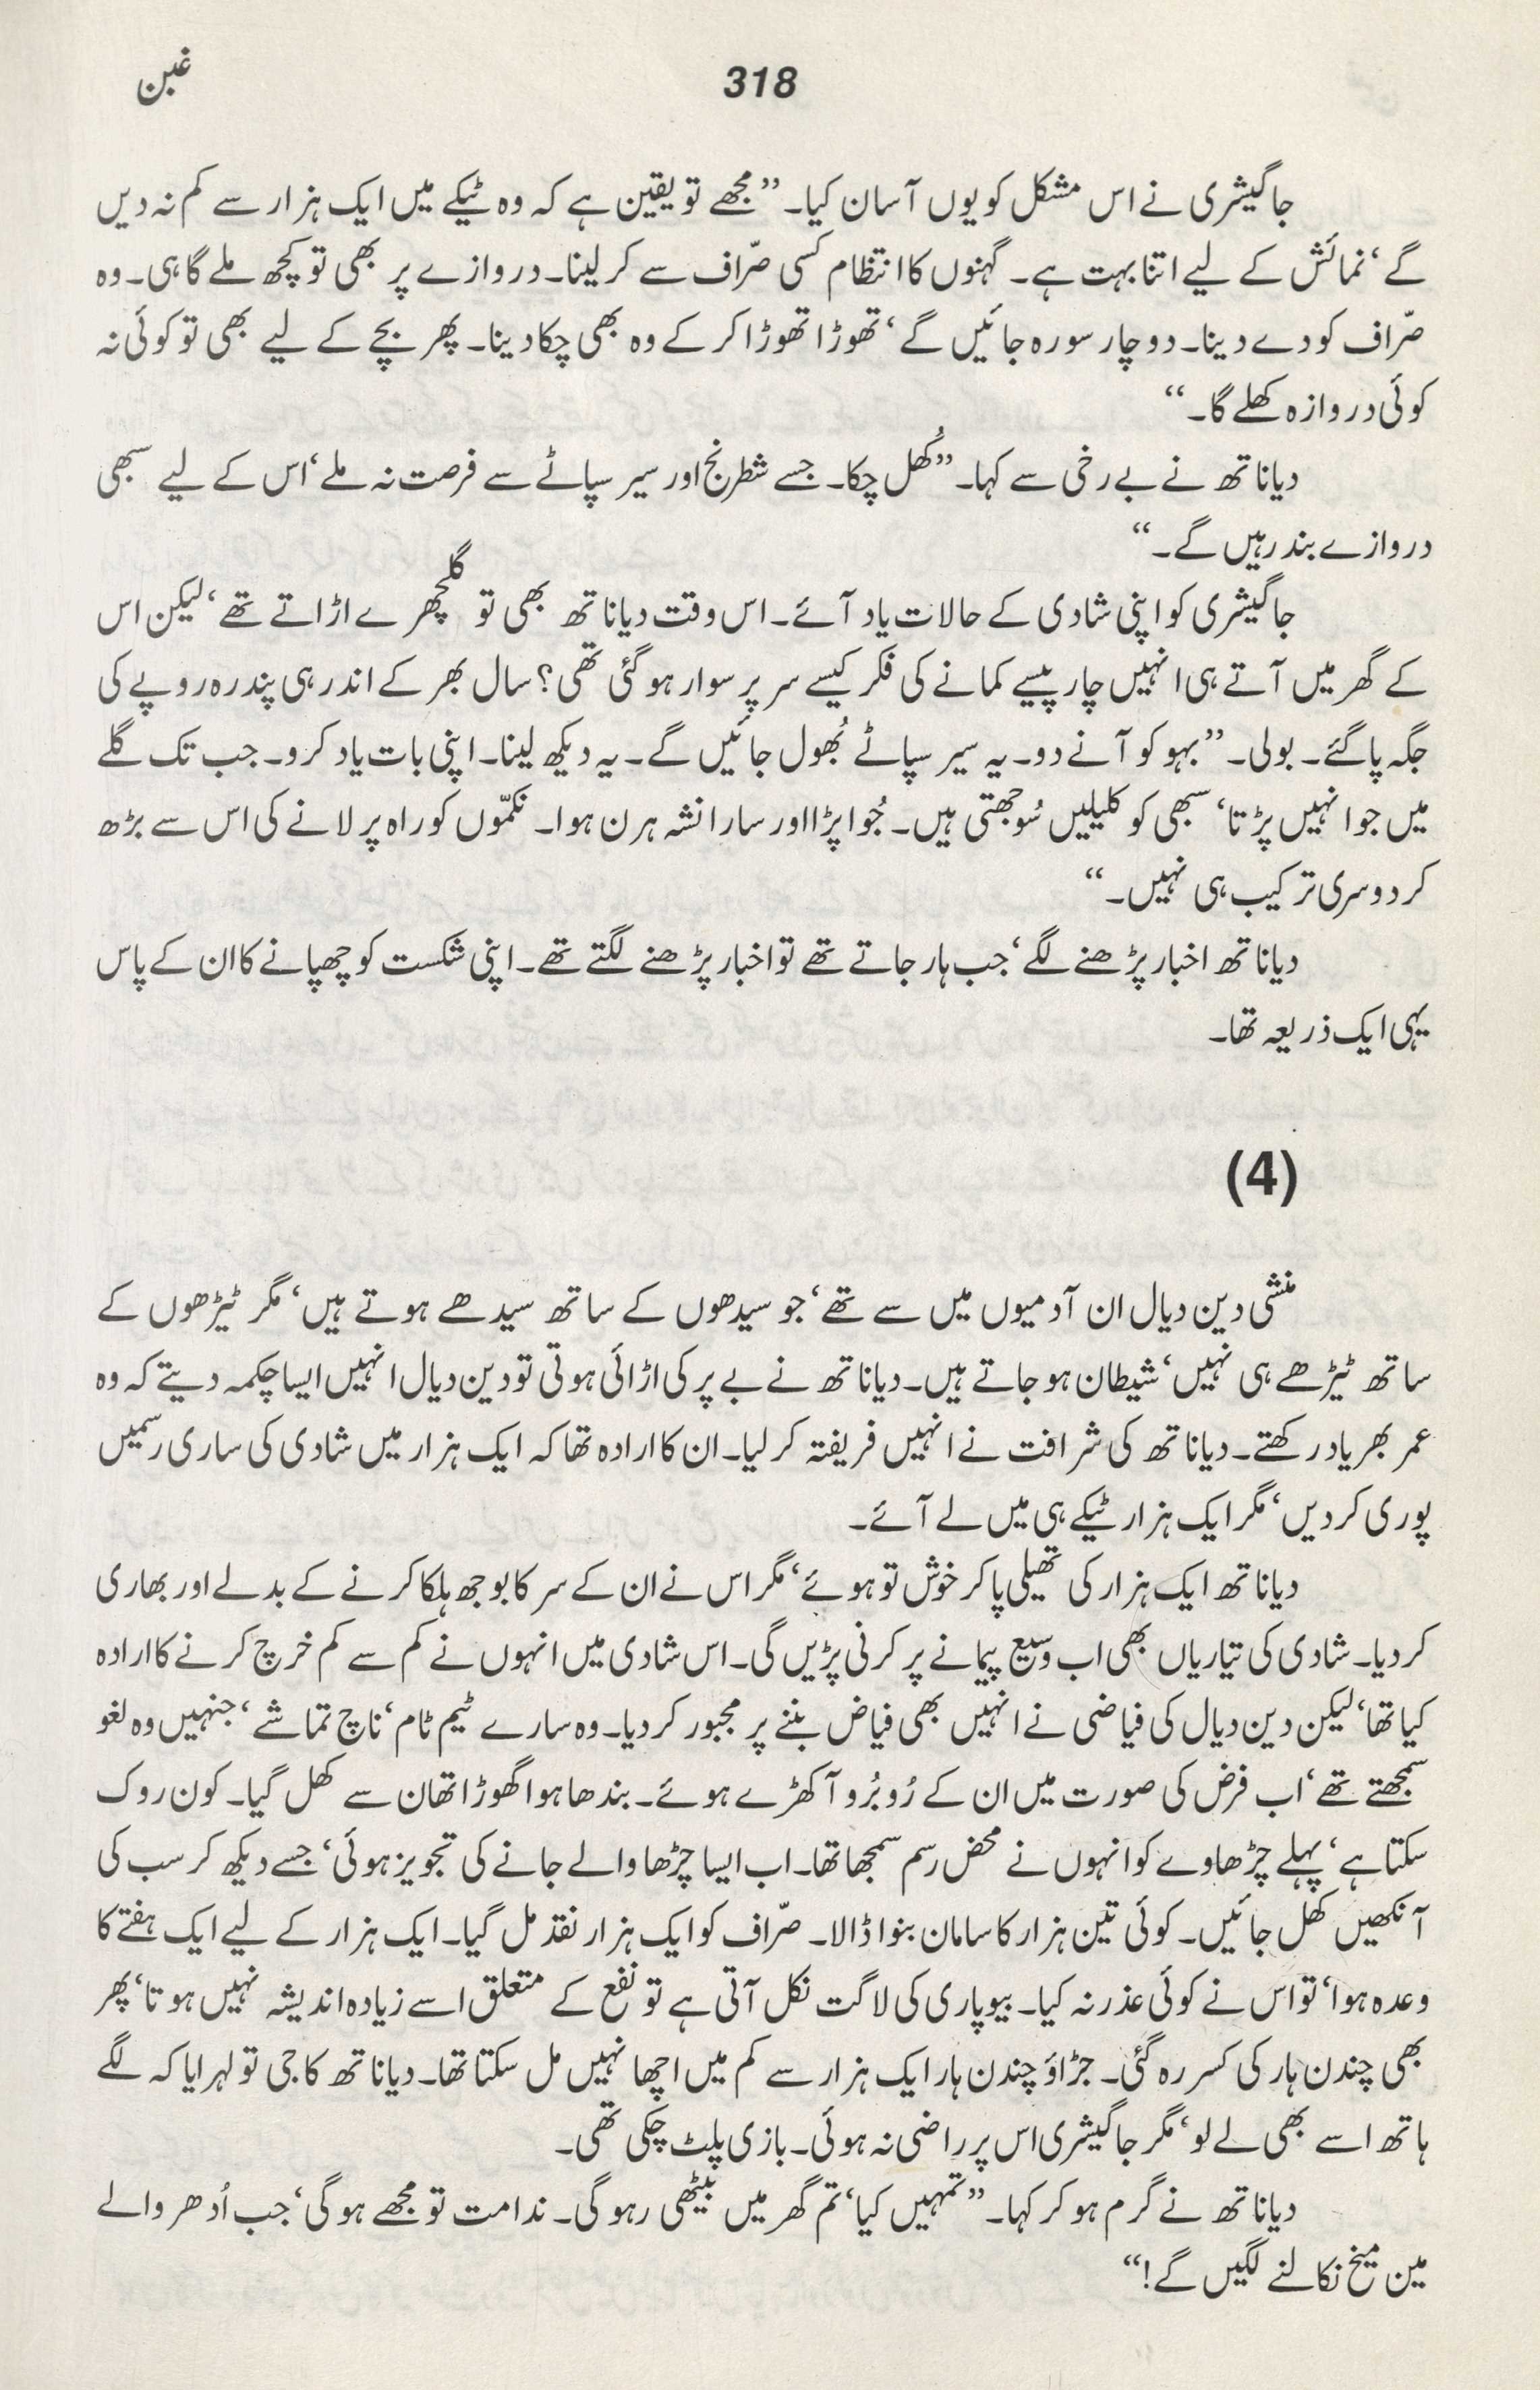 غبن
318
جاگیشری نے اس مشکل کو یوں آسان کیا۔ ”مجھے تو یقین ہے کہ وہ ٹیکے میں ایک ہزار سے کم نہ دیں
گے‘ نمائش کے لیے اتنا بہت ہے۔ گہنوں کا انتظام کسی صّراف سے کر لینا۔ دروازے پر بھی تو کچھ ملے گا ہی۔ وہ
صّراف کو دے دینا۔ دو چار سو رہ جائیں گے‘ تھوڑا تھوڑا کر کے وہ بھی چکا دینا۔ پھر بچے کے لیے بھی تو کوئی نہ
کوئی دروازہ کھلے گا۔“
دیاناتھ نے بے رخی سے کہا۔ ”کُھل چکا۔ جسے شطرنج اور سیر سپاٹے سے فرصت نہ ملے‘ اس کے لیے سبھی
دروازے بند رہیں گے۔“
جاگیشری کو اپنی شادی کے حالات یاد آئے۔ اس وقت دیاناتھ بھی تو گلچھرے اڑاتے تھے‘ لیکن اس
کے گھر میں آتے ہی انہیں چار پیسے کمانے کی فکر کیسے سر پر سوار ہو گئی تھی؟ سال بھر کے اندر ہی پندرہ روپے کی
جگہ پا گئے۔ بولی۔ ”بہو کو آنے دو۔ یہ سیر سپاٹے بُھول جائیں گے۔ یہ دیکھ لینا۔ اپنی بات یاد کرو۔ جب تک گلے
میں جوا نہیں پڑتا‘ سبھی کو کلیلیں سُوجھتی ہیں۔ جُوا پڑا اور سارا نشہ ہرن ہوا۔ نکمّوں کو راہ پر لانے کی اس سے بڑھ
کر دوسری ترکیب ہی نہیں۔“
دیاناتھ اخبار پڑھنے لگے‘ جب ہار جاتے تھے تو اخبار پڑھنے لگتے تھے۔ اپنی شکست کو چھپانے کا ان کے پاس
یہی ایک ذریعہ تھا۔
(4)
منشی دین دیال ان آدمیوں میں سے تھے‘ جو سیدھوں کے ساتھ سیدھے ہوتے ہیں‘ مگر ٹیڑھوں کے
ساتھ ٹیڑھے ہی نہیں‘ شیطان ہو جاتے ہیں۔ دیاناتھ نے بے پر کی اڑائی ہوتی تو دین دیال انہیں ایسا چکمہ دیتے کہ وہ
عمر بھر یاد رکھتے۔ دیاناتھ کی شرافت نے انہیں فریفتہ کر لیا۔ ان کا ارادہ تھا کہ ایک ہزار میں شادی کی ساری رسمیں
پوری کر دیں‘ مگر ایک ہزار ٹیکے ہی میں لے آئے۔
دیاناتھ ایک ہزار کی تھیلی پا کر خوش تو ہوئے‘ مگر اس نے ان کے سر کا بوجھ ہلکا کرنے کے بدلے اور بھاری
کر دیا۔ شادی کی تیّاریاں بھی اب وسیع پیمانے پر کرنی پڑیں گی۔ اس شادی میں انہوں نے کم سے کم خرچ کرنے کا ارادہ
کیا تھا‘ لیکن دین دیال کی فیاضی نے انہیں بھی فیاض بننے پر مجبور کر دیا۔ وہ سارے ٹیم ٹام‘ ناچ تماشے‘ جنہیں وہ لغو
سمجھتے تھے‘ اب فرض کی صورت میں ان کے رُوبرُو آ کھڑے ہوئے۔ بندھا ہوا گھوڑا تھان سے کھل گیا۔ کون روک
سکتا ہے‘ پہلے چڑھاوے کو انہوں نے محض رسم سمجھا تھا۔ اب ایسا چڑھاوا لے جانے کی تجویز ہوئی‘ جسے دیکھ کر سب کی
آنکھیں کھل جائیں۔ کوئی تین ہزار کا سامان بنوا ڈالا۔ صّراف کو ایک ہزار نقد مل گیا۔ ایک ہزار کے لیے ایک ہفتے کا
وعدہ ہوا‘ تو اس نے کوئی عذر نہ کیا۔ بیوپاری کی لاگت نکل آتی ہے تو نفع کے متعلق اسے زیادہ اندیشہ نہیں ہوتا‘ پھر
بھی چندن ہار کی کسر رہ گئی۔ جڑاؤ چندن ہار ایک ہزار سے کم میں اچھا نہیں مل سکتا تھا۔ دیاناتھ کا جی تو لہرایا کہ لگے
ہاتھ اسے بھی لے لو‘ مگر جاگیشری اس پر راضی نہ ہوئی۔ بازی پلٹ چکی تھی۔
دیاناتھ نے گرم ہو کر کہا۔ ”تمہیں کیا‘ تم گھر میں بیٹھی رہو گی۔ ندامت تو مجھے ہو گی‘ جب اُدھر والے
مین میخ نکالنے لگیں گے!“